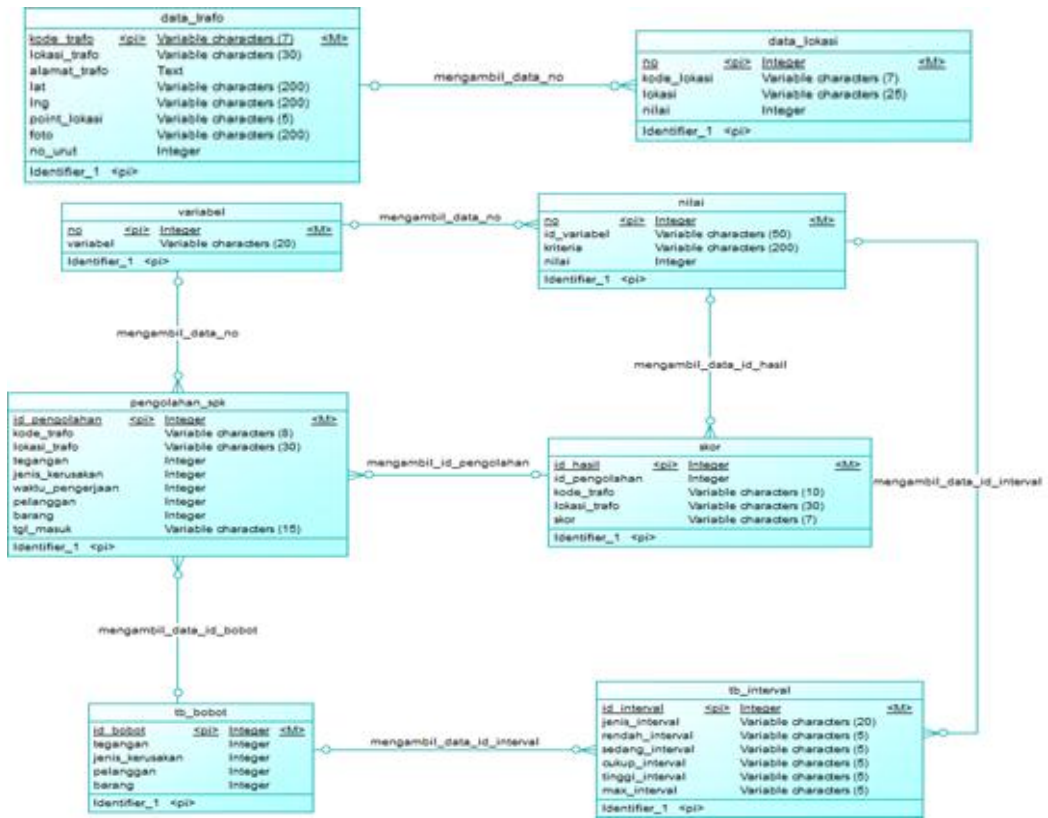 data_trafo
kode_trafo <pi> Variable characters (7) <M>
lokasi_trafo Variable characters (30)
alamat_trafo Text
lat Variable characters (200)
lng Variable characters (200)
point_lokasi Variable characters (5)
foto Variable characters (200)
no_urut Integer
Identifier_1 <pi>
mengambil_data_no
data_lokasi
no <pi> Integer <M>
kode_lokasi Variable characters (7)
lokasi Variable characters (25)
nilai Integer
Identifier_1 <pi>
variabel
no <pi> Integer <M>
variabel Variable characters (20)
Identifier_1 <pi>
mengambil_data_no
nilai
no <pi> Integer <M>
id_variabel Variable characters (50)
kriteria Variable characters (200)
nilai Integer
Identifier_1 <pi>
mengambil_data_no
mengambil_data_id_hasil
pengolahan_spk
id_pengolahan <pi> Integer <M>
kode_trafo Variable characters (8)
lokasi_trafo Variable characters (30)
tegangan Integer
jenis_kerusakan Integer
waktu_pengerjaan Integer
pelanggan Integer
barang Integer
tgl_masuk Variable characters (15)
Identifier_1 <pi>
mengambil_id_pengolahan
skor
id_hasil <pi> Integer <M>
id_pengolahan Integer
kode_trafo Variable characters (10)
lokasi_trafo Variable characters (30)
skor Variable characters (7)
Identifier_1 <pi>
mengambil_data_id_interval
mengambil_data_id_bobot
tb_bobot
id_bobot <pi> Integer <M>
tegangan Integer
jenis_kerusakan Integer
pelanggan Integer
barang Integer
Identifier_1 <pi>
mengambil_data_id_interval
tb_interval
id_interval <pi> Integer <M>
jenis_interval Variable characters (20)
rendah_interval Variable characters (5)
sedang_interval Variable characters (5)
cukup_interval Variable characters (5)
tinggi_interval Variable characters (5)
max_interval Variable characters (5)
Identifier_1 <pi>